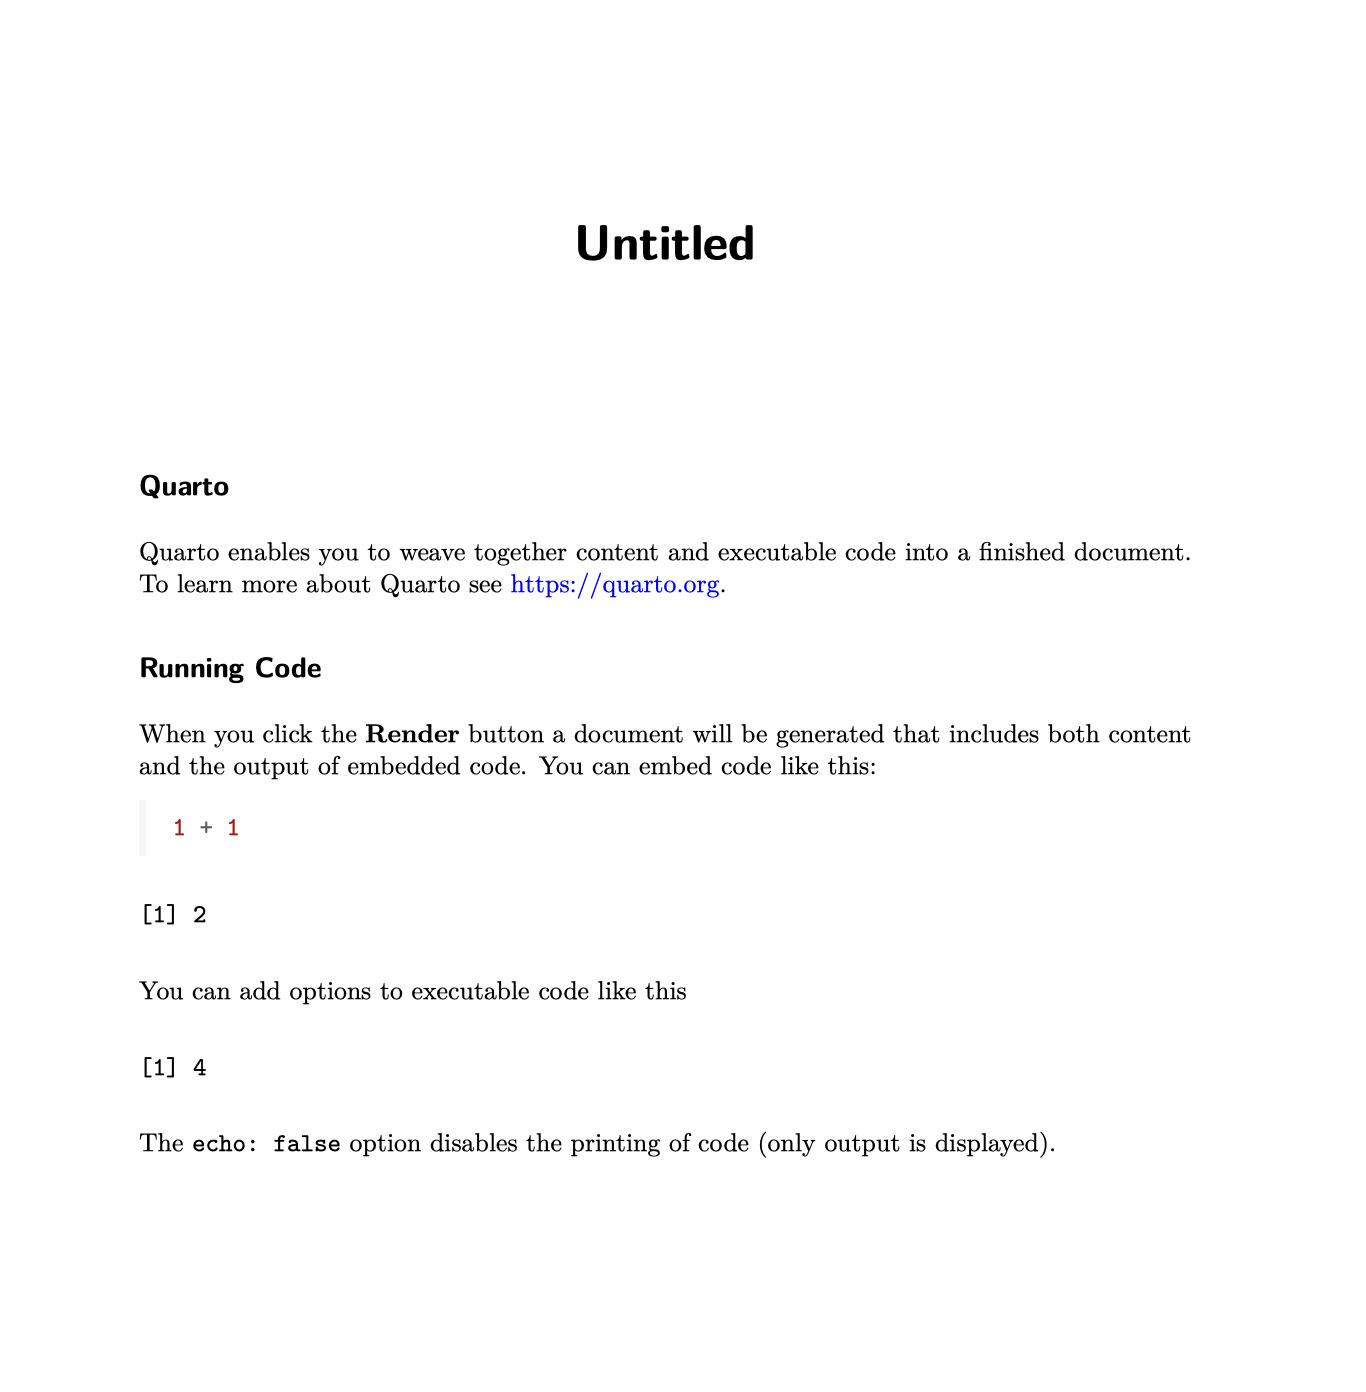 Untitled
Quarto
Quarto enables you to weave together content and executable code into a finished document.
To learn more about Quarto see https://quarto.org.
Running Code
When you click the Render button a document will be generated that includes both content
and the output of embedded code. You can embed code like this:
1 + 1
[1] 2
You can add options to executable code like this
[1] 4
The echo: false option disables the printing of code (only output is displayed).